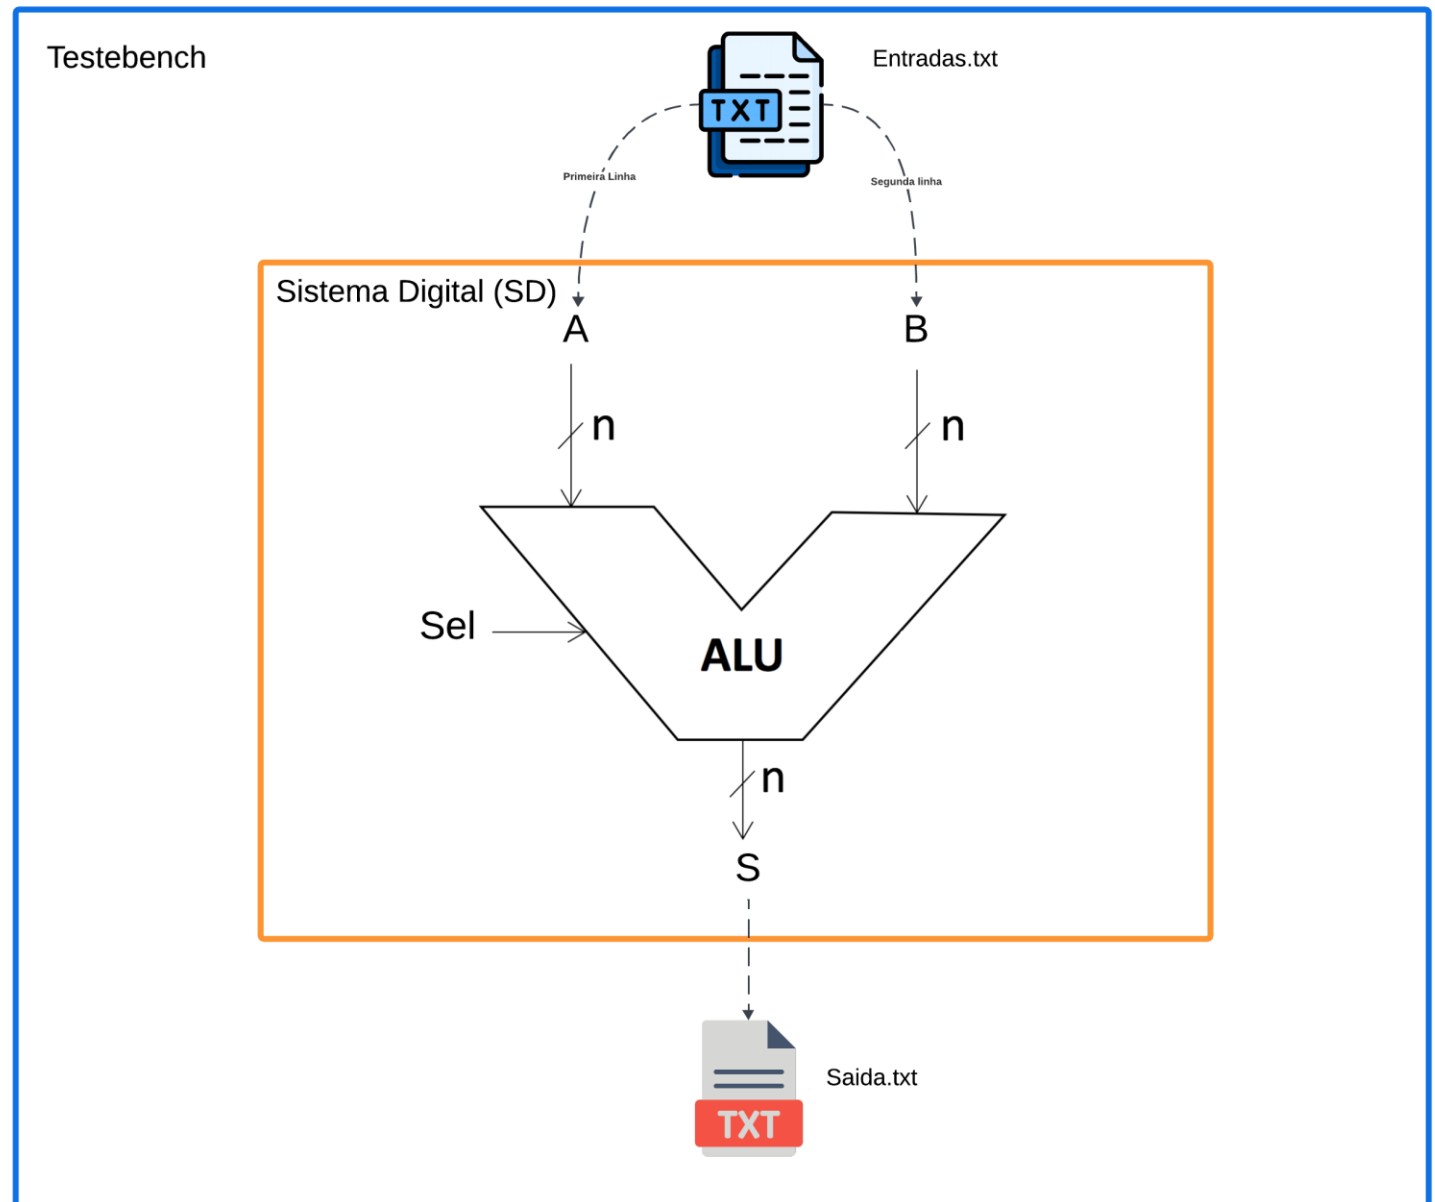 Testebench
Entradas.txt
TXT
Primeira Linha
Segunda linha
Sistema Digital (SD)
A
B
n
n
Sel
ALU
n
S
Saida.txt
TXT